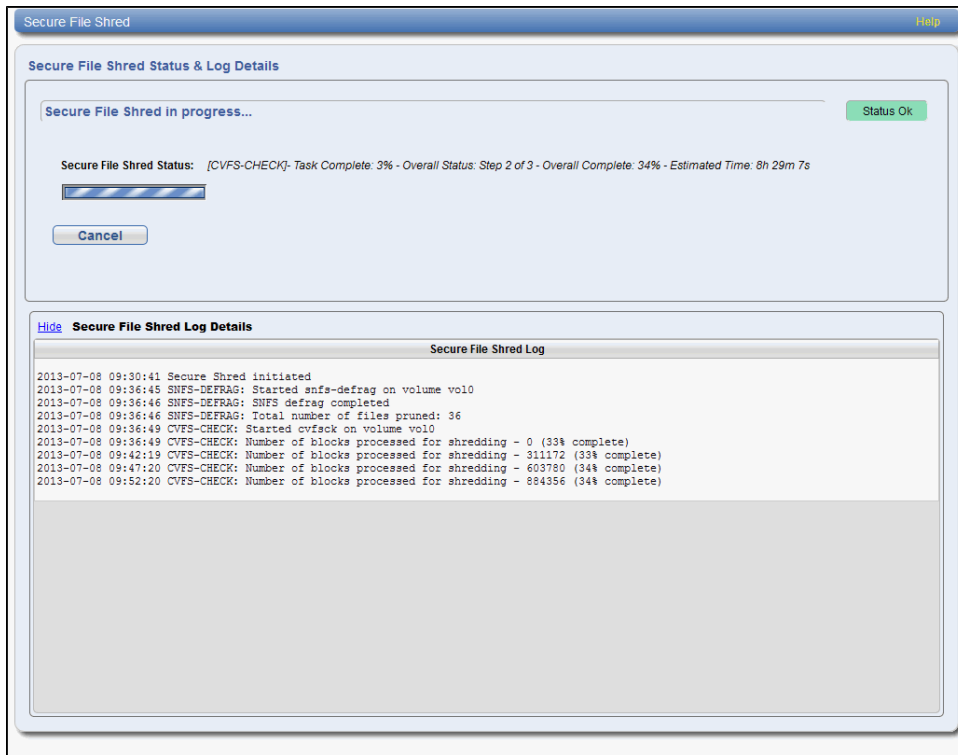 Secure File Shred Help
Secure File Shred Status & Log Details
Secure File Shred in progress... Status Ok
Secure File Shred Status: [CVFS-CHECK]- Task Complete: 3% - Overall Status: Step 2 of 3 - Overall Complete: 34% - Estimated Time: 8h 29m 7s
Cancel
Hide Secure File Shred Log Details
Secure File Shred Log
2013-07-08 09:30:41 Secure Shred initiated
2013-07-08 09:36:45 SNFS-DEFRAG: Started snfs-defrag on volume vol0
2013-07-08 09:36:46 SNFS-DEFRAG: SNFS defrag completed
2013-07-08 09:36:46 SNFS-DEFRAG: Total number of files pruned: 36
2013-07-08 09:36:49 CVFS-CHECK: Started cvfsck on volume vol0
2013-07-08 09:36:49 CVFS-CHECK: Number of blocks processed for shredding - 0 (33% complete)
2013-07-08 09:42:19 CVFS-CHECK: Number of blocks processed for shredding - 311172 (33% complete)
2013-07-08 09:47:20 CVFS-CHECK: Number of blocks processed for shredding - 603780 (34% complete)
2013-07-08 09:52:20 CVFS-CHECK: Number of blocks processed for shredding - 884356 (34% complete)